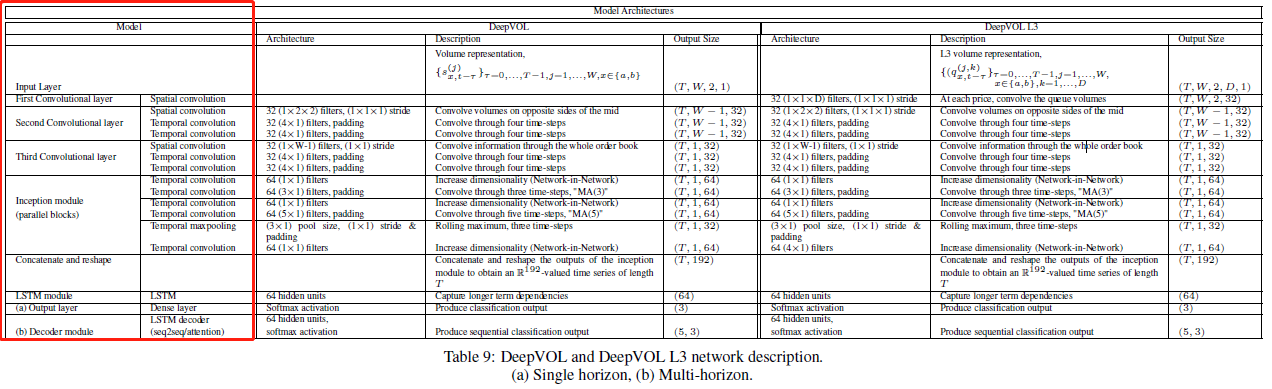 Model Architectures
Model DeepVOL DeepVOL L3
Architecture Description Output Size Architecture Description Output Size
Volume representation, L3 volume representation,
{s_{x,t−τ}^{(j)}}_{τ=0,…,T−1,j=1,…,W,x∈{a,b}} {(q_{x,t−τ}^{(j,k)}}_{τ=0,…,T−1,j=1,…,W, x∈{a,b},k=1,…,D}
Input Layer (T, W, 2, 1) (T, W, 2, D, 1)
First Convolutional layer Spatial convolution 32 (1×1×D) filters, (1×1×1) stride At each price, convolve the queue volumes (T, W, 2, 32)
Spatial convolution 32 (1×2×2) filters, (1×1×1) stride Convolve volumes on opposite sides of the mid (T, W − 1, 32) 32 (1×2×2) filters, (1×1×1) stride Convolve volumes on opposite sides of the mid (T, W − 1, 32)
Second Convolutional layer Temporal convolution 32 (4×1) filters, padding Convolve through four time-steps (T, W − 1, 32) 32 (4×1) filters, padding Convolve through four time-steps (T, W − 1, 32)
Temporal convolution 32 (4×1) filters, padding Convolve through four time-steps (T, W − 1, 32) 32 (4×1) filters, padding Convolve through four time-steps (T, W − 1, 32)
Spatial convolution 32 (1×W-1) filters, (1×1) stride Convolve information through the whole order book (T, 1, 32) 32 (1×W-1) filters, (1×1) stride Convolve information through the whole order book (T, 1, 32)
Third Convolutional layer Temporal convolution 32 (4×1) filters, padding Convolve through four time-steps (T, 1, 32) 32 (4×1) filters, padding Convolve through four time-steps (T, 1, 32)
Temporal convolution 32 (4×1) filters, padding Convolve through four time-steps (T, 1, 32) 32 (4×1) filters, padding Convolve through four time-steps (T, 1, 32)
Temporal convolution 64 (1×1) filters Increase dimensionality (Network-in-Network) (T, 1, 64) 64 (1×1) filters Increase dimensionality (Network-in-Network) (T, 1, 64)
Temporal convolution 64 (3×1) filters, padding Convolve through three time-steps, "MA(3)" (T, 1, 64) 64 (3×1) filters, padding Convolve through three time-steps, "MA(3)" (T, 1, 64)
Inception module Temporal convolution 64 (1×1) filters Increase dimensionality (Network-in-Network) (T, 1, 64) 64 (1×1) filters Increase dimensionality (Network-in-Network) (T, 1, 64)
(parallel blocks) Temporal convolution 64 (5×1) filters, padding Convolve through five time-steps, "MA(5)" (T, 1, 64) 64 (5×1) filters, padding Convolve through five time-steps, "MA(5)" (T, 1, 64)
Temporal maxpooling (3×1) pool size, (1×1) stride & Rolling maximum, three time-steps (T, 1, 32) (3×1) pool size, (1×1) stride & Rolling maximum, three time-steps (T, 1, 32)
padding padding
Temporal convolution 64 (1×1) filters Increase dimensionality (Network-in-Network) (T, 1, 64) 64 (4×1) filters Increase dimensionality (Network-in-Network) (T, 1, 64)
Concatenate and reshape Concatenate and reshape the outputs of the inception (T, 192) Concatenate and reshape the outputs of the inception (T, 192)
module to obtain an ℝ^192-valued time series of length module to obtain an ℝ^192-valued time series of length
T T
LSTM module LSTM 64 hidden units Capture longer term dependencies (64) 64 hidden units Capture longer term dependencies (64)
(a) Output layer Dense layer Softmax activation Produce classification output (3) Softmax activation Produce classification output (3)
LSTM decoder 64 hidden units, 64 hidden units,
(b) Decoder module (seq2seq/attention) softmax activation Produce sequential classification output (5, 3) softmax activation Produce sequential classification output (5, 3)
Table 9: DeepVOL and DeepVOL L3 network description.
(a) Single horizon, (b) Multi-horizon.